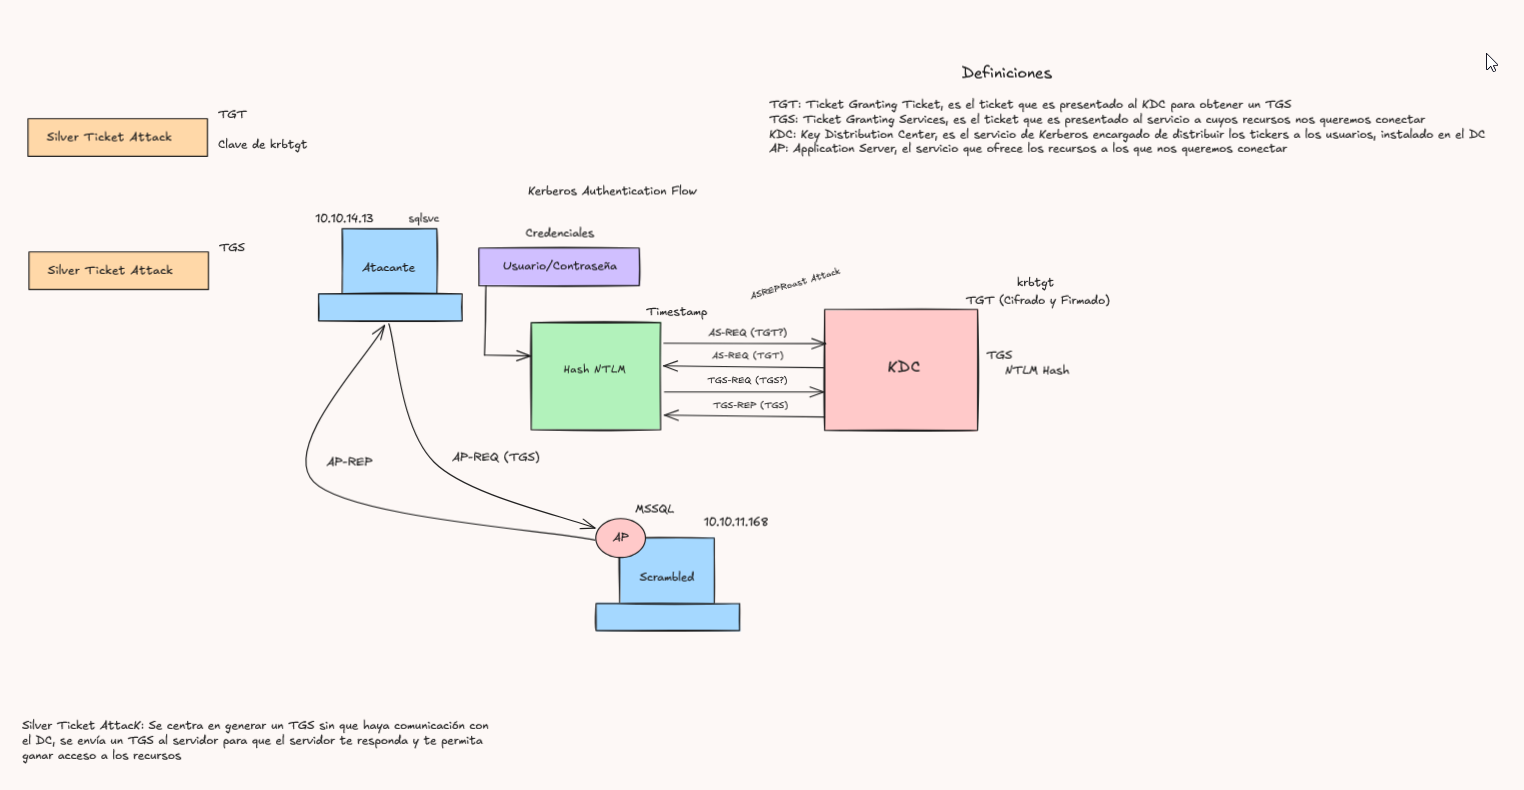 Definiciones
TGT: Ticket Granting Ticket, es el ticket que es presentado al KDC para obtener un TGS
TGS: Ticket Granting Services, es el ticket que es presentado al servicio a cuyos recursos nos queremos conectar
KDC: Key Distribution Center, es el servicio de Kerberos encargado de distribuir los tickers a los usuarios, instalado en el DC
AP: Application Server, el servicio que ofrece los recursos a los que nos queremos conectar
TGT
Silver Ticket Attack
Clave de krbtgt
Kerberos Authentication Flow
10.10.14.13
sqlsvc
Credenciales
TGS
Silver Ticket Attack
Atacante
Usuario/Contraseña
ASREPRoast Attack
krbtgt
TGT (Cifrado y Firmado)
Timestamp
AS-REQ (TGT?)
AS-REQ (TGT)
TGS-REQ (TGS?)
TGS-REP (TGS)
Hash NTLM
KDC
TGS
NTLM Hash
AP-REP
AP-REQ (TGS)
MSSQL
10.10.11.168
AP
Scrambled
Silver Ticket AttacK: Se centra en generar un TGS sin que haya comunicación con
el DC, se envía un TGS al servidor para que el servidor te responda y te permita
ganar acceso a los recursos